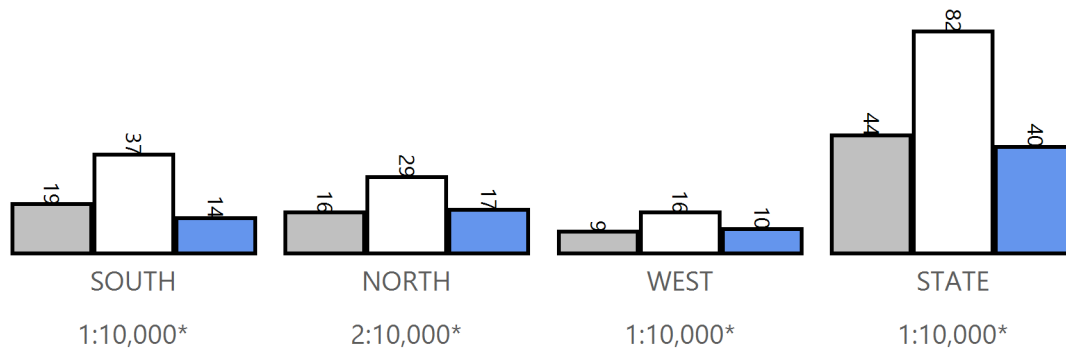 19 37 14 16 29 17 9 16 10 44 82 40
SOUTH NORTH WEST STATE
1:10,000* 2:10,000* 1:10,000* 1:10,000*